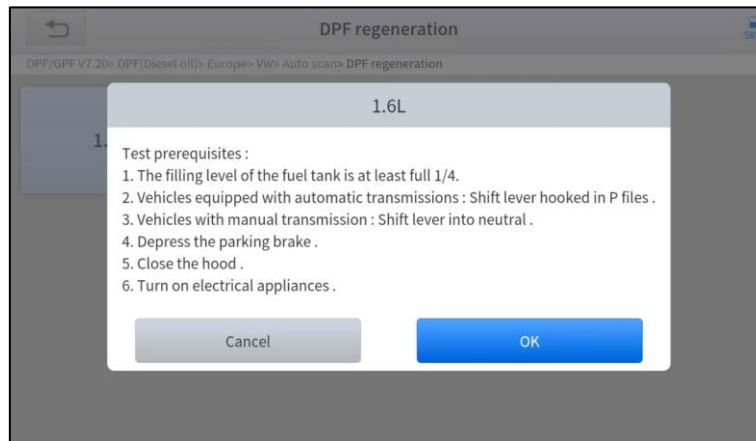 DPF regeneration
DPF/GPF V7.20> DPF(Diesel oil)> Europe> VW> Auto scan> DPF regeneration
1.6L
1.
Test prerequisites :
1. The filling level of the fuel tank is at least full 1/4.
2. Vehicles equipped with automatic transmissions : Shift lever hooked in P files .
3. Vehicles with manual transmission : Shift lever into neutral .
4. Depress the parking brake .
5. Close the hood .
6. Turn on electrical appliances .
Cancel
OK